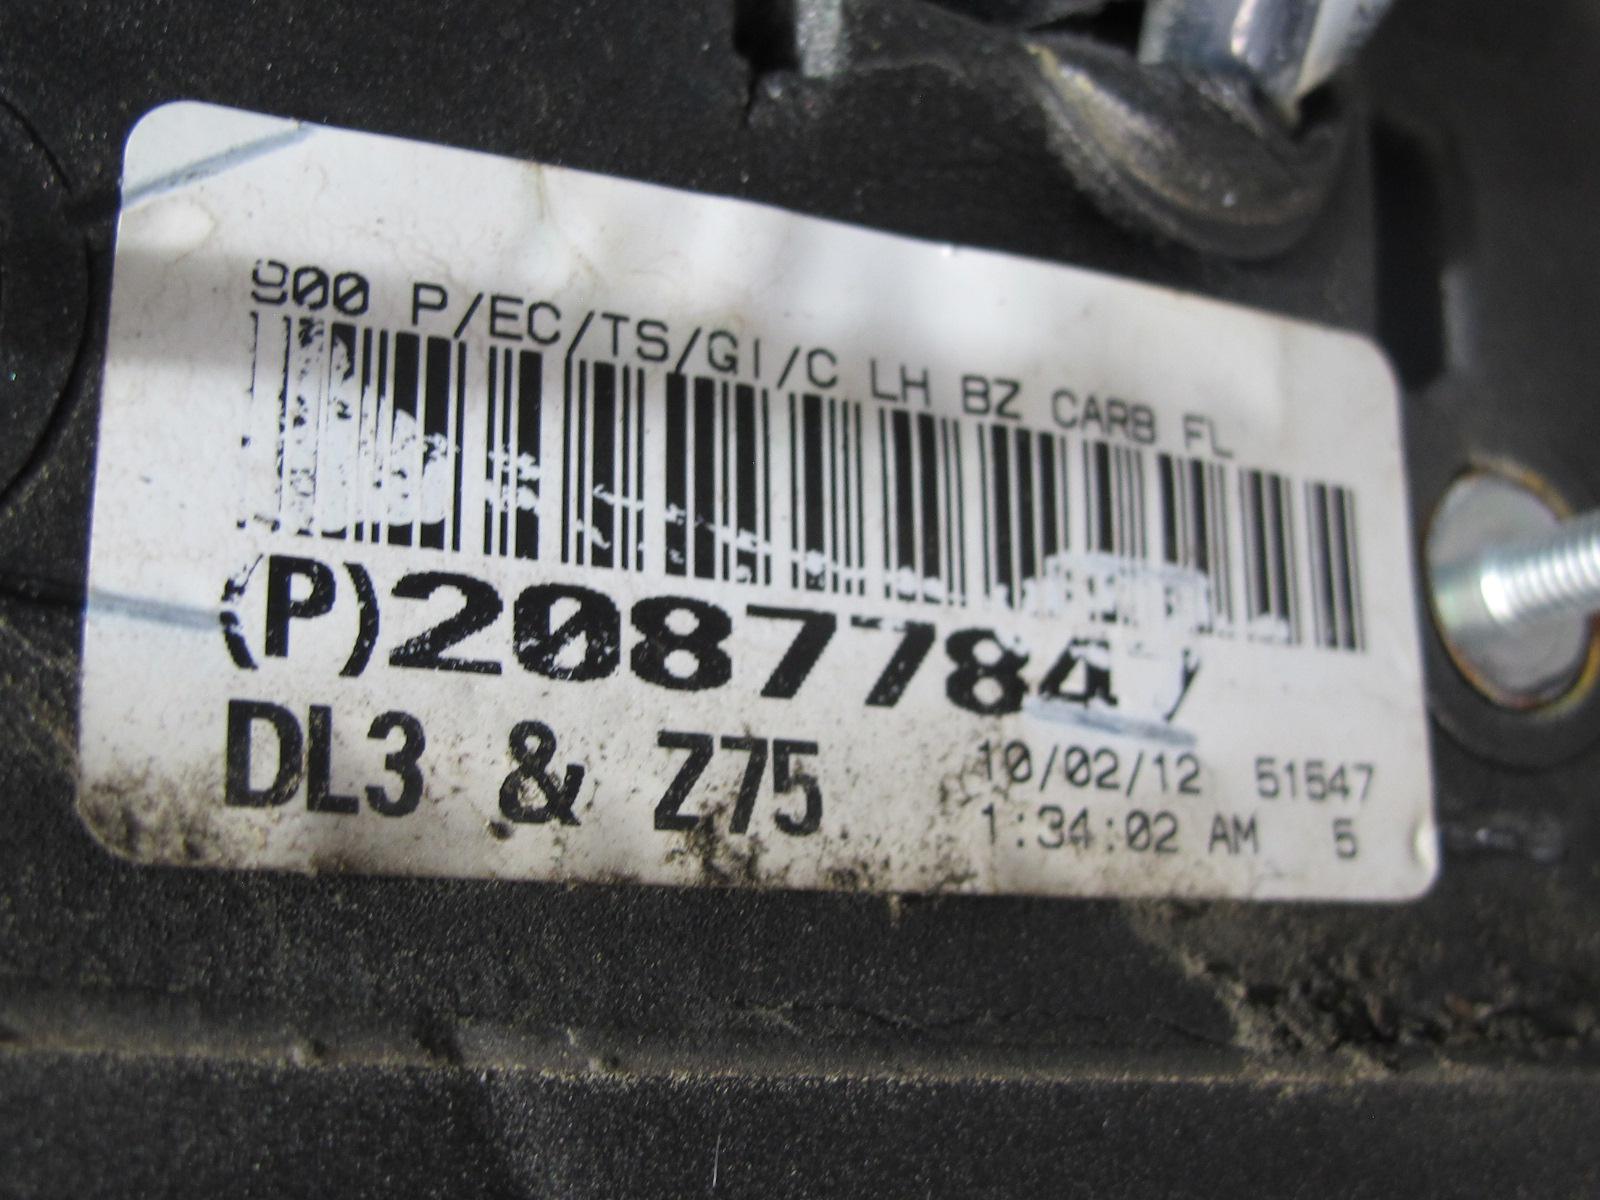 900 P/EC/TS/GI/C LH BZ CARB FL
DL3 & Z75
10/02/12 51547
1:34:02 AM 5